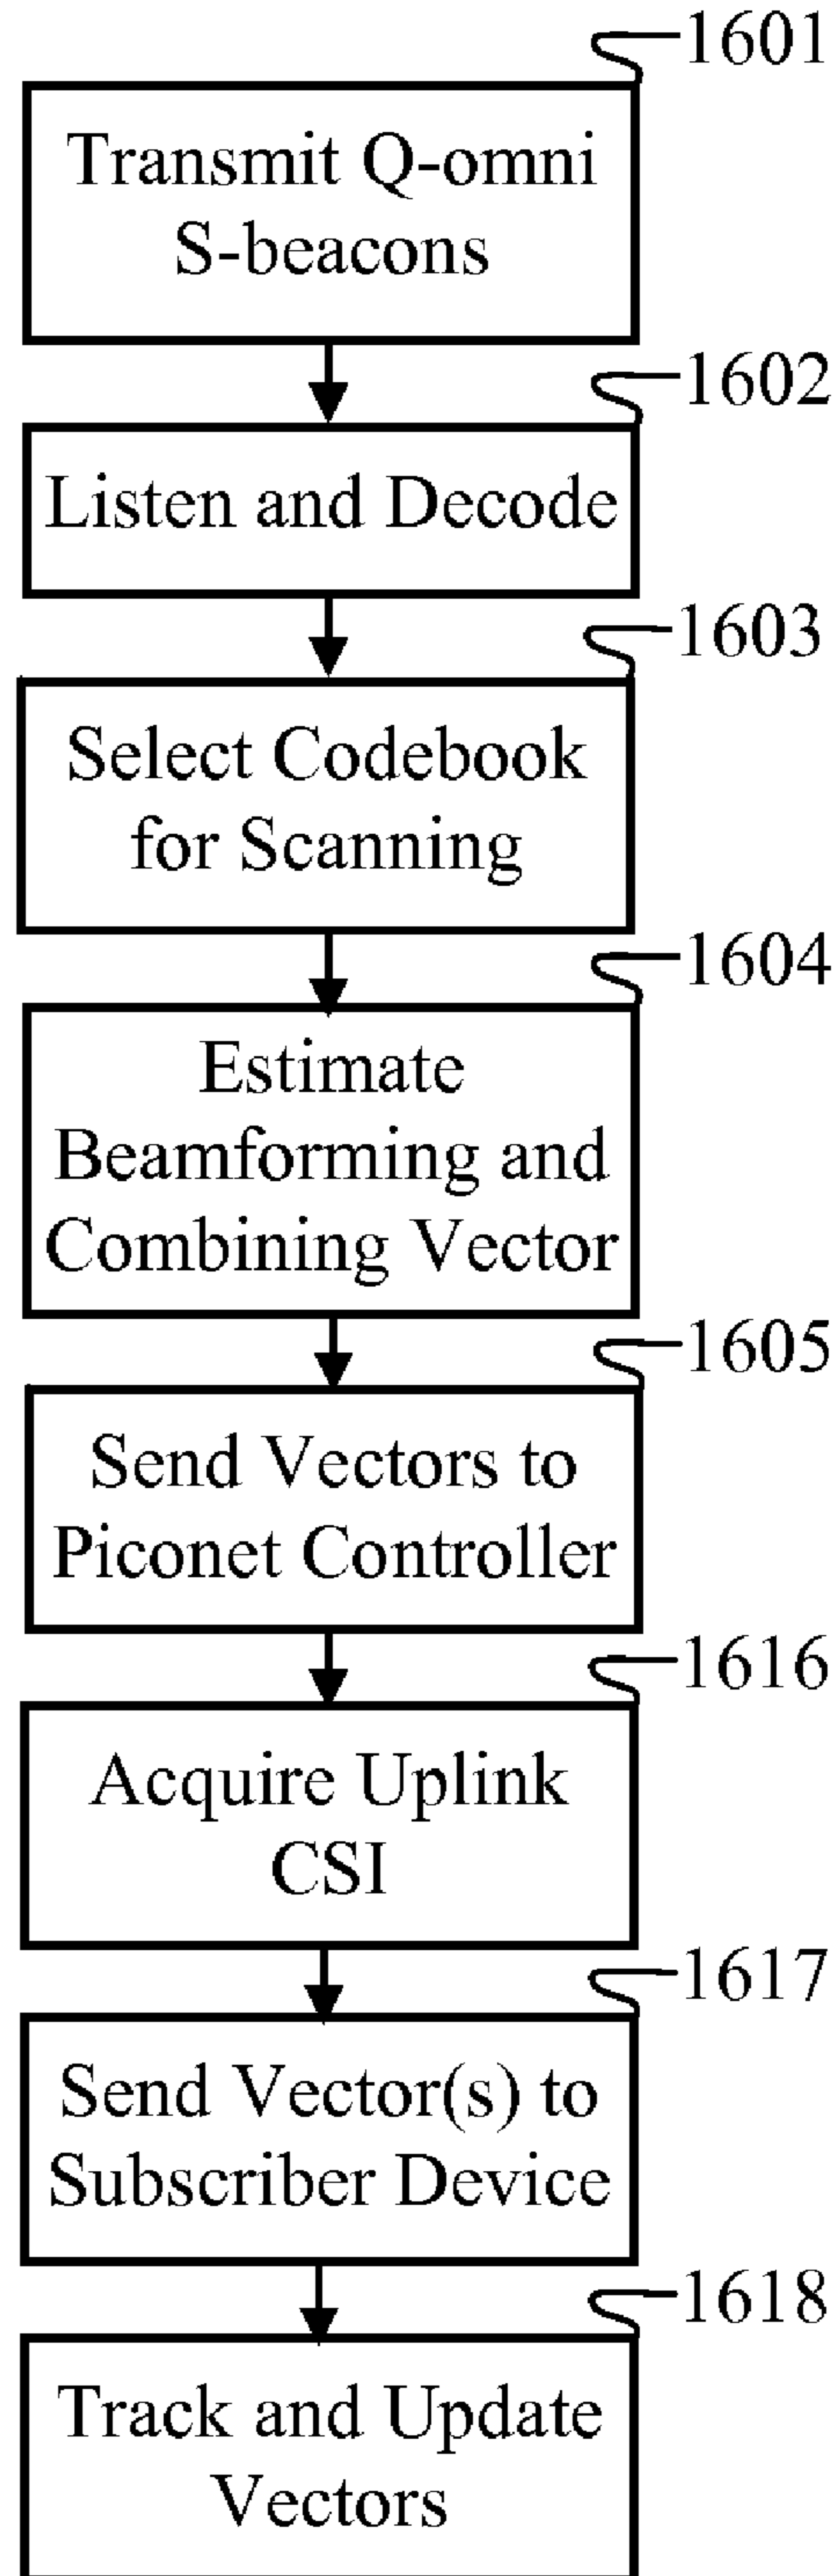 1601
Transmit Q-omni
S-beacons
1602
Listen and Decode
1603
Select Codebook
for Scanning
1604
Estimate
Beamforming and
Combining Vector
1605
Send Vectors to
Piconet Controller
1616
Acquire Uplink
CSI
1617
Send Vector(s) to
Subscriber Device
1618
Track and Update
Vectors